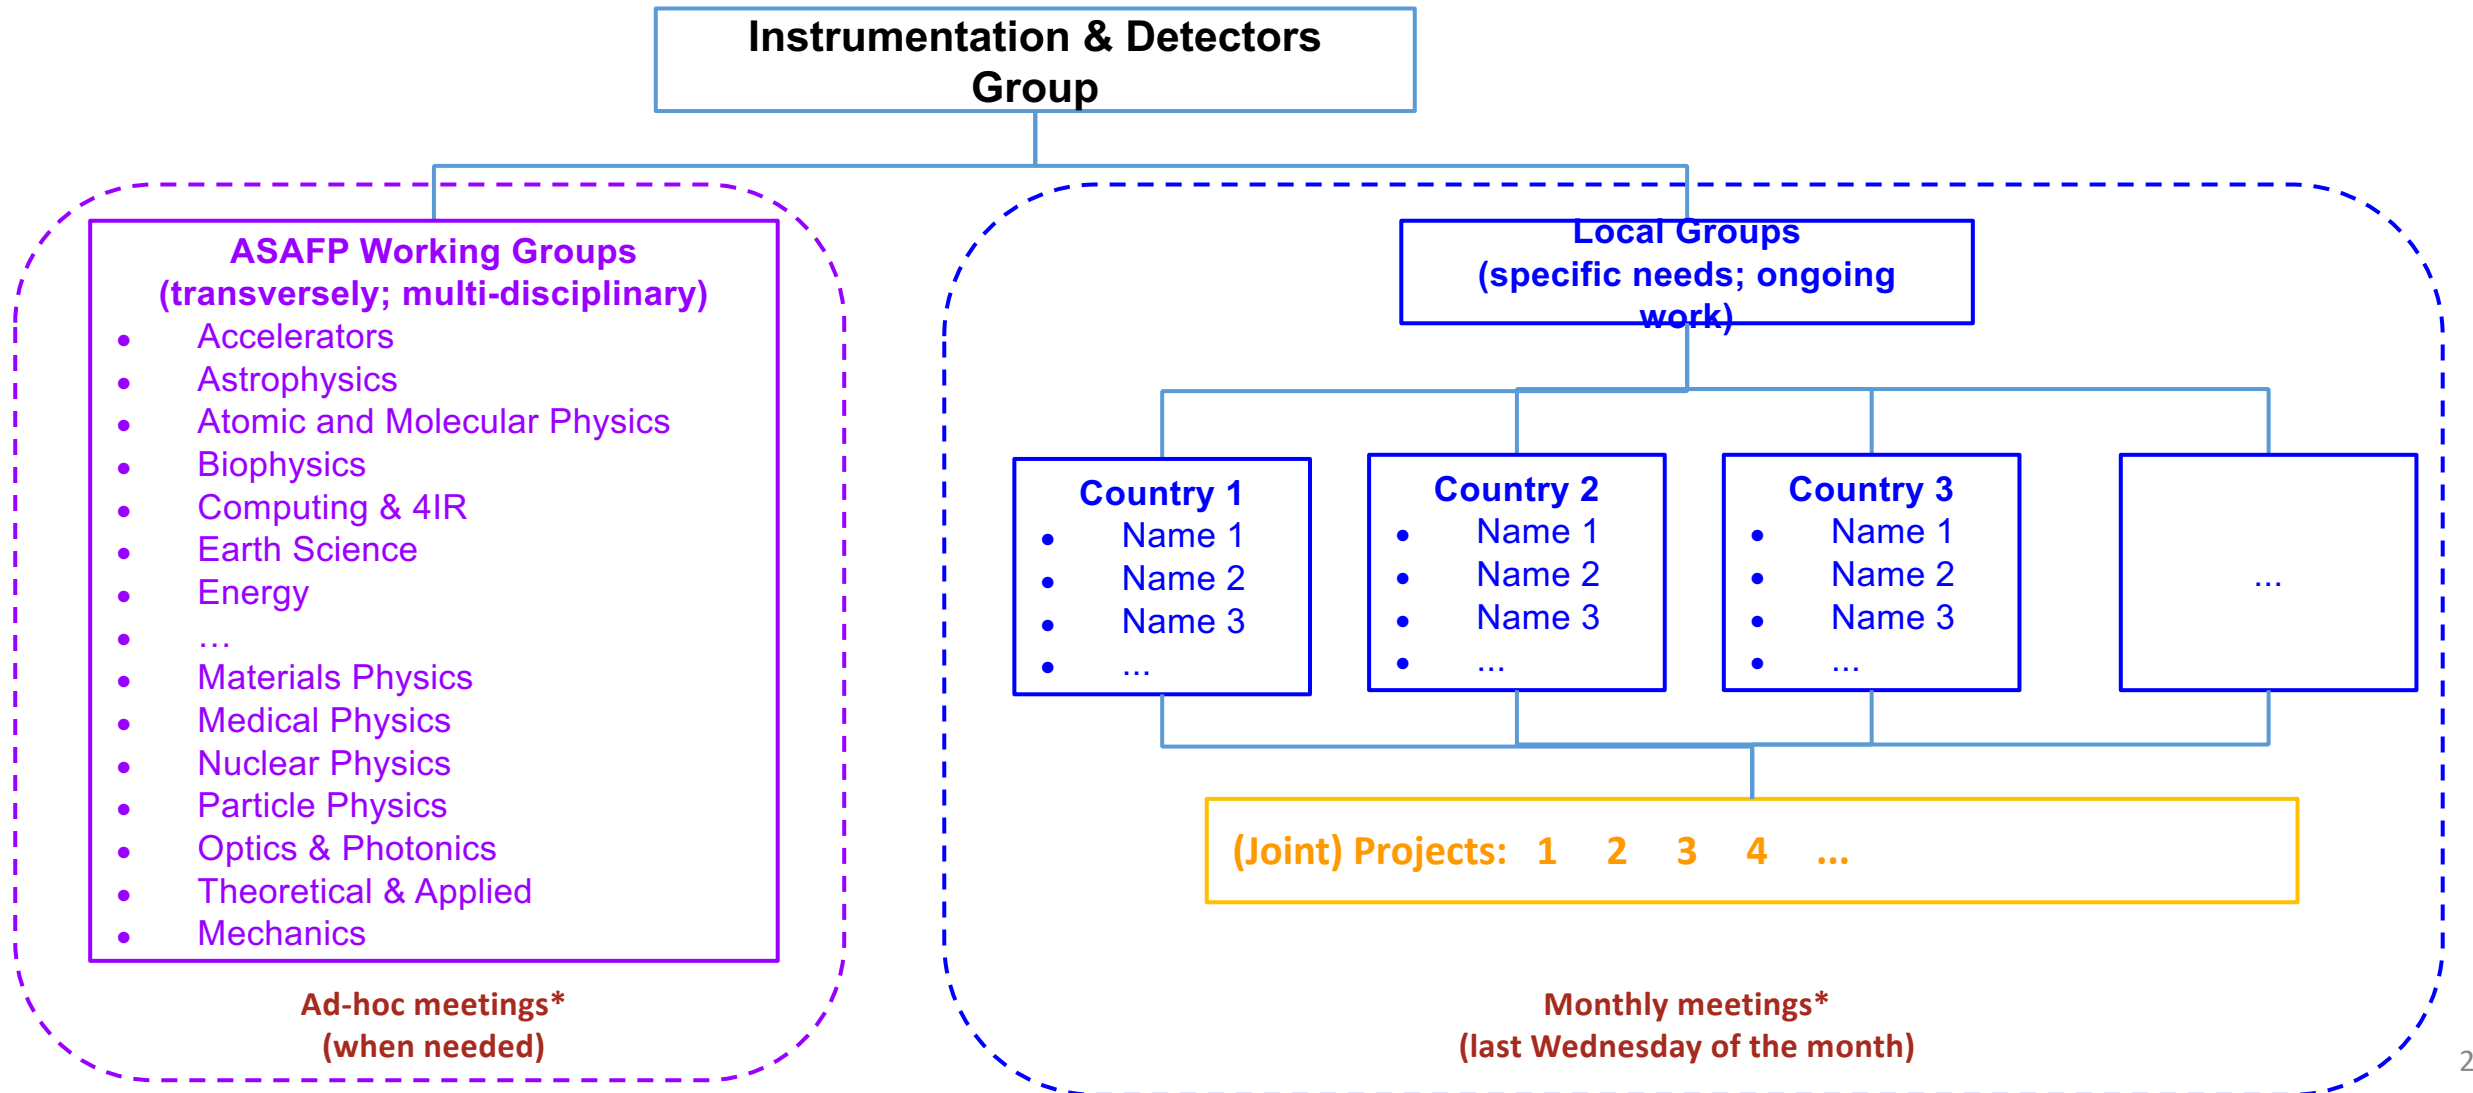 Instrumentation & Detectors
Group
ASAFP Working Groups
(transversely; multi-disciplinary)
• Accelerators
• Astrophysics
• Atomic and Molecular Physics
• Biophysics
• Computing & 4IR
• Earth Science
• Energy
• ...
• Materials Physics
• Medical Physics
• Nuclear Physics
• Particle Physics
• Optics & Photonics
• Theoretical & Applied
• Mechanics
Ad-hoc meetings*
(when needed)
Local Groups
(specific needs; ongoing
work)
Country 1
• Name 1
• Name 2
• Name 3
• ...
Country 2
• Name 1
• Name 2
• Name 3
• ...
Country 3
• Name 1
• Name 2
• Name 3
• ...
...
(Joint) Projects: 1 2 3 4 ...
Monthly meetings*
(last Wednesday of the month)
2